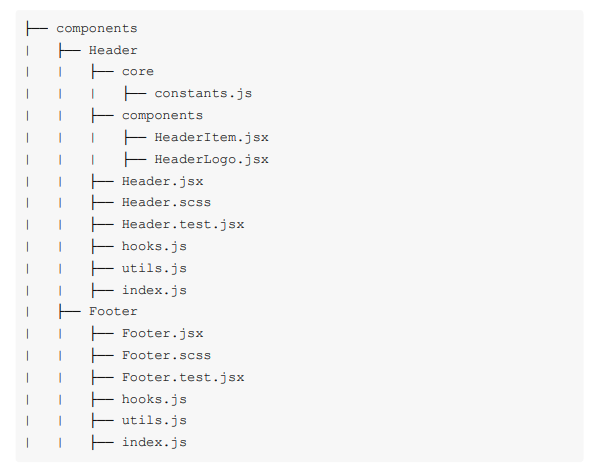 ├── components
|   ├── Header
|   |   ├── core
|   |   |   ├── constants.js
|   |   ├── components
|   |   |   ├── HeaderItem.jsx
|   |   |   ├── HeaderLogo.jsx
|   |   ├── Header.jsx
|   |   ├── Header.scss
|   |   ├── Header.test.jsx
|   |   ├── hooks.js
|   |   ├── utils.js
|   |   ├── index.js
|   ├── Footer
|   |   ├── Footer.jsx
|   |   ├── Footer.scss
|   |   ├── Footer.test.jsx
|   |   ├── hooks.js
|   |   ├── utils.js
|   |   ├── index.js